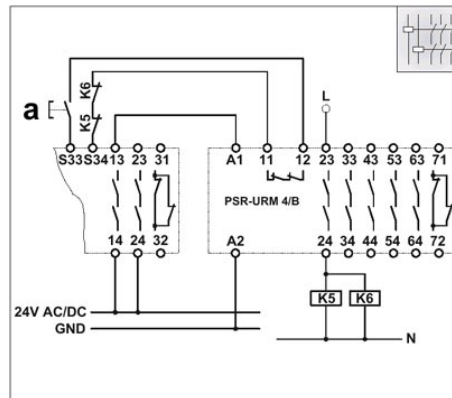 K6
L
a
K5
S33 S34 13 23 31 A1 11 12 23 33 43 53 63 71
PSR-URM 4/B
14 24 32 A2 24 34 44 54 64 72
24V AC/DC K5 K6
GND N